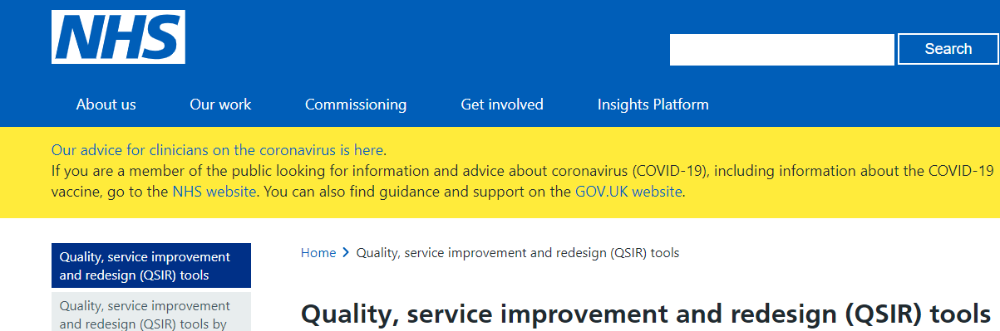 NHS
Search
About us
Our work
Commissioning
Get involved
Insights Platform
Our advice for clinicians on the coronavirus is here.
If you are a member of the public looking for information and advice about coronavirus (COVID-19), including information about the COVID-19
vaccine, go to the NHS website. You can also find guidance and support on the GOV.UK website.
Quality, service improvement
and redesign (QSIR) tools
Quality, service improvement
and redesign (QSIR) tools by
Home > Quality, service improvement and redesign (QSIR) tools
Quality, service improvement and redesign (QSIR) tools